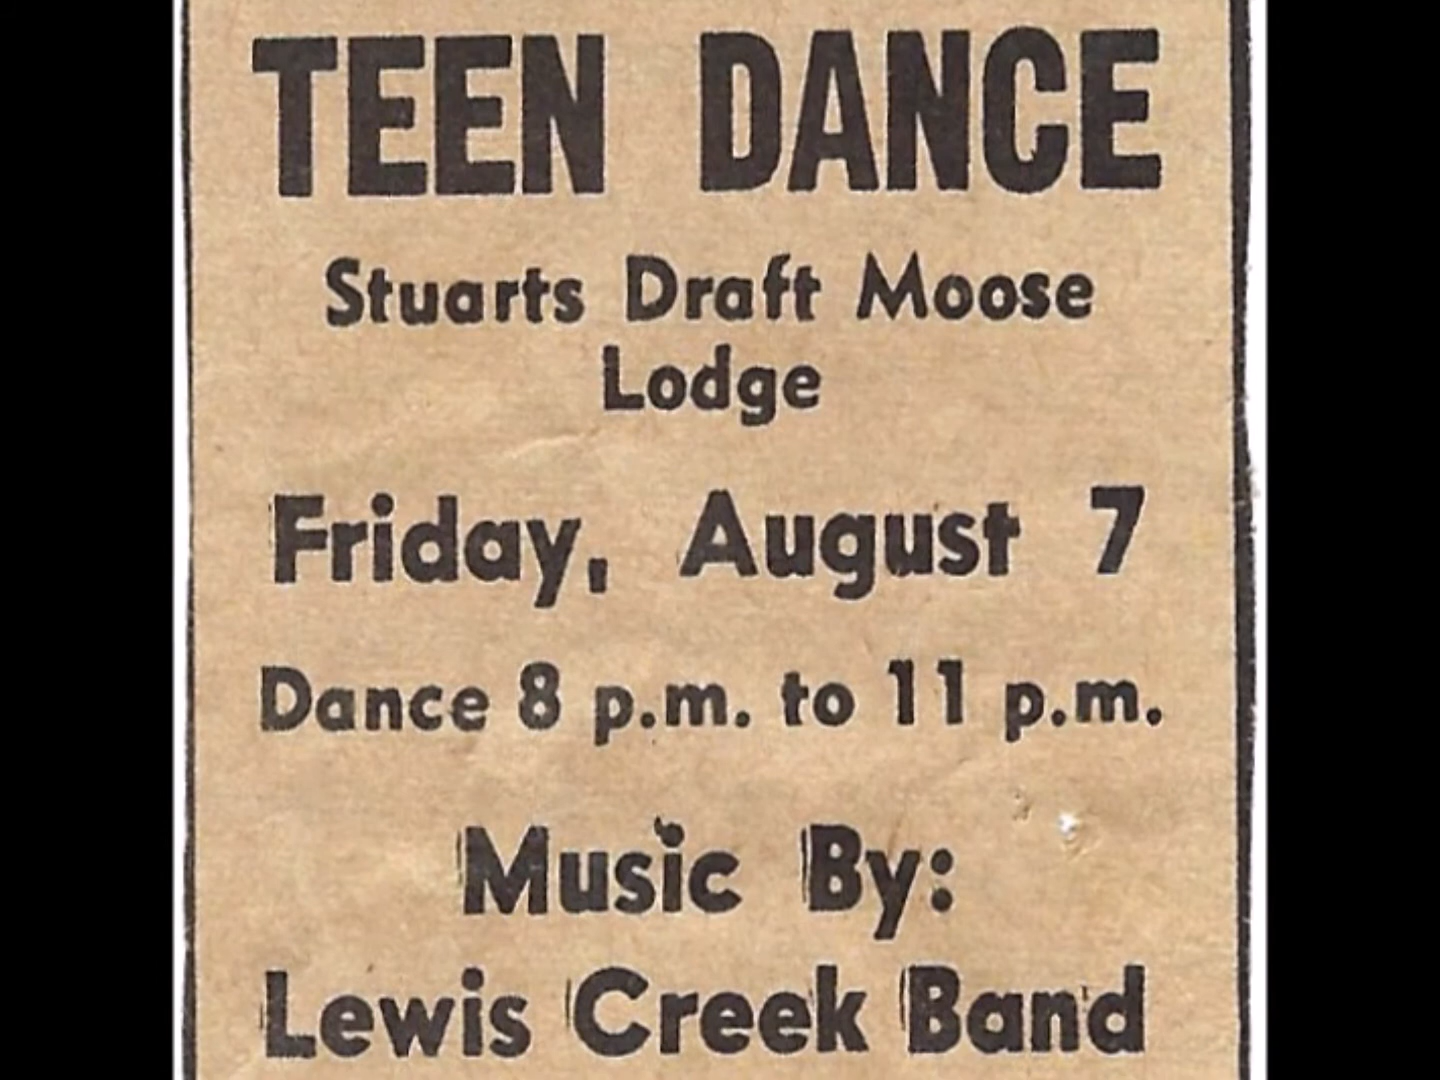 TEEN DANCE
Stuarts Draft Moose
Lodge
Friday, August 7
Dance 8 p.m. to 11 p.m.
Music By:
Lewis Creek Band